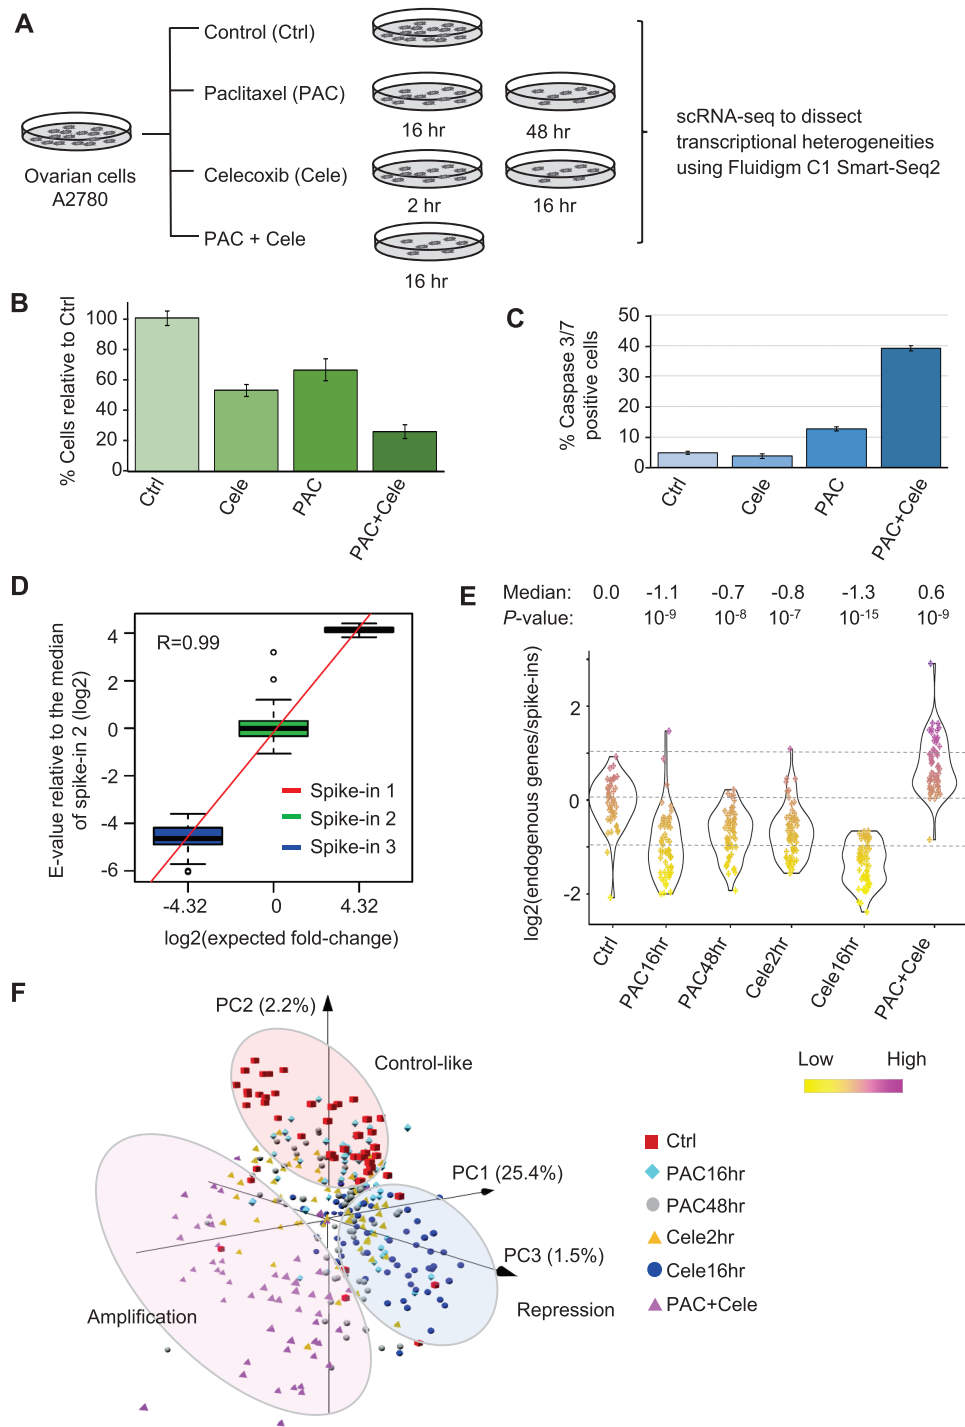 A
Control (Ctrl)
Paclitaxel (PAC)
16 hr
48 hr
Ovarian cells
A2780
Celecoxib (Cele)
2 hr
16 hr
PAC + Cele
16 hr
scRNA-seq to dissect
transcriptional heterogeneities
using Fluidigm C1 Smart-Seq2
B
% Cells relative to Ctrl
100
80
60
40
20
0
Ctrl
Cele
PAC
PAC+Cele
C
% Caspase 3/7
positive cells
50
40
30
20
10
0
Ctrl
Cele
PAC
PAC+Cele
D
E-value relative to the median
of spike-in 2 (log2)
R=0.99
4
2
0
-2
-4
-6
Spike-in 1
Spike-in 2
Spike-in 3
-4.32
0
4.32
log2(expected fold-change)
E
Median: 0.0 -1.1 -0.7 -0.8 -1.3 0.6
P-value: 10-9 10-8 10-7 10-15 10-9
log2(endogenous genes/spike-ins)
2
0
-2
Ctrl
PAC16hr
PAC48hr
Cele2hr
Cele16hr
PAC+Cele
Low High
F
PC2 (2.2%)
Control-like
PC1 (25.4%)
PC3 (1.5%)
Repression
Amplification
Ctrl
PAC16hr
PAC48hr
Cele2hr
Cele16hr
PAC+Cele